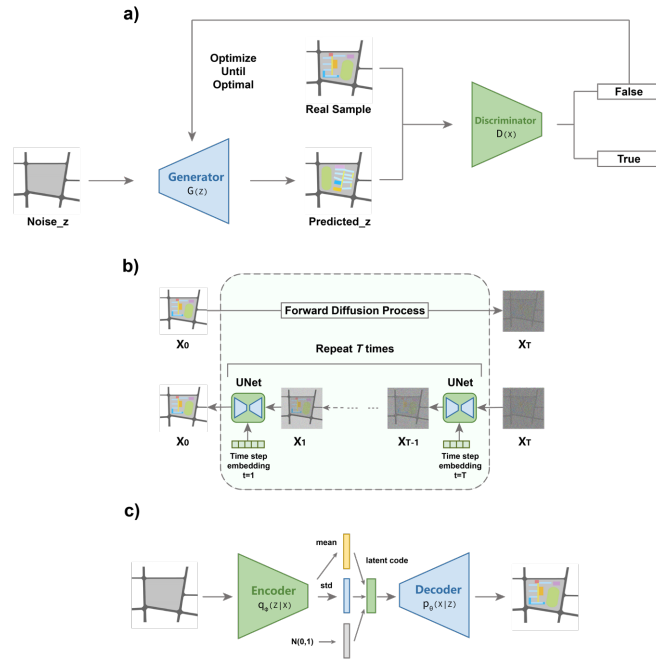 a)
Optimize
Until
Optimal
Real Sample
Discriminator
D(x)
False
True
Generator
G(z)
Noise_z
Predicted_z
b)
Forward Diffusion Process
X0
XT
Repeat T times
UNet
UNet
X0
X1
XT-1
XT
Time step
embedding
t=1
Time step
embedding
t=T
c)
mean
latent code
Encoder
qθ(z|x)
std
Decoder
pθ(x|z)
N(0,1)